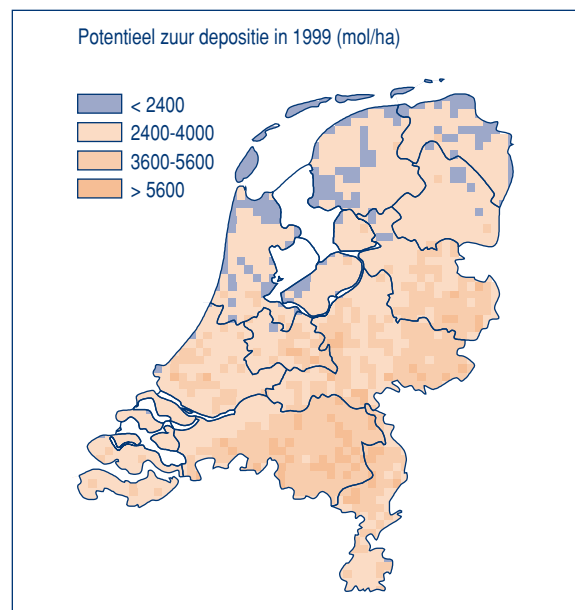 Potentieel zuur depositie in 1999 (mol/ha)
< 2400
2400-4000
3600-5600
> 5600